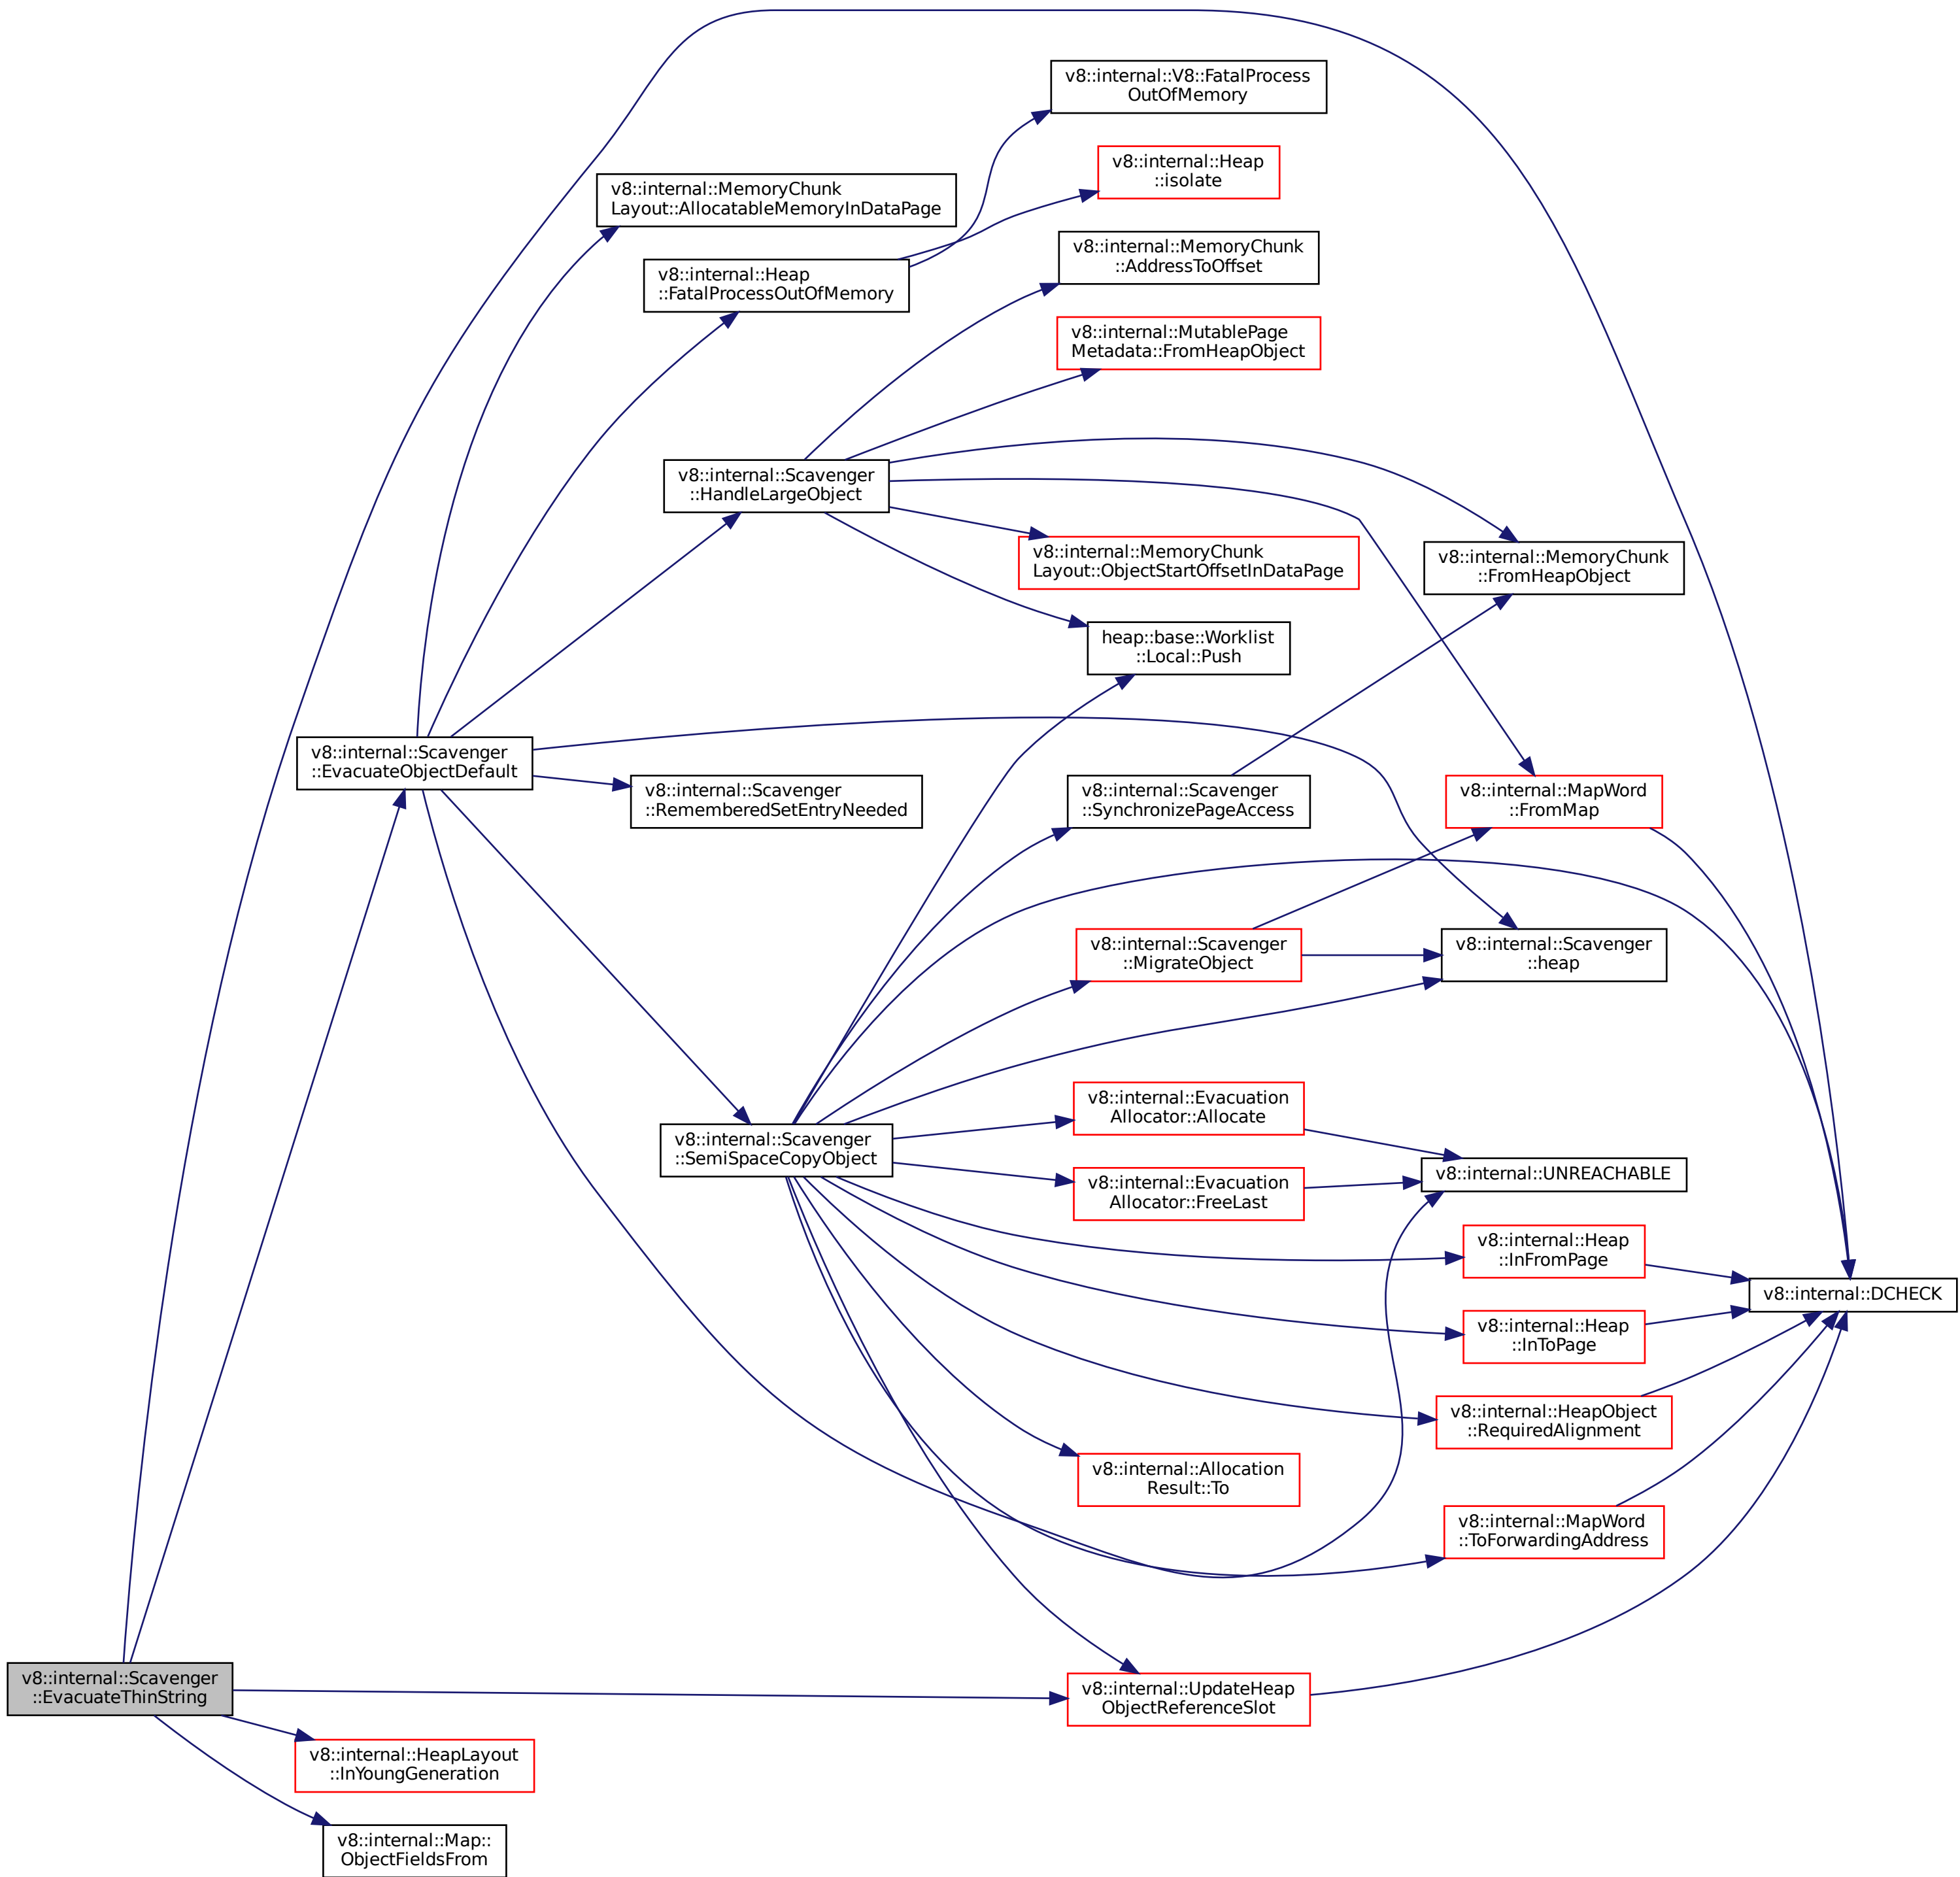 v8::internal::V8::FatalProcess
OutOfMemory
v8::internal::Heap
::isolate
v8::internal::MemoryChunk
Layout::AllocatableMemoryInDataPage
v8::internal::MemoryChunk
::AddressToOffset
v8::internal::Heap
::FatalProcessOutOfMemory
v8::internal::MutablePage
Metadata::FromHeapObject
v8::internal::Scavenger
::HandleLargeObject
v8::internal::MemoryChunk
Layout::ObjectStartOffsetInDataPage
v8::internal::MemoryChunk
::FromHeapObject
heap::base::Worklist
::Local::Push
v8::internal::Scavenger
::EvacuateObjectDefault
v8::internal::Scavenger
::RememberedSetEntryNeeded
v8::internal::Scavenger
::SynchronizePageAccess
v8::internal::MapWord
::FromMap
v8::internal::Scavenger
::MigrateObject
v8::internal::Scavenger
::heap
v8::internal::Evacuation
Allocator::Allocate
v8::internal::Scavenger
::SemiSpaceCopyObject
v8::internal::UNREACHABLE
v8::internal::Evacuation
Allocator::FreeLast
v8::internal::Heap
::InFromPage
v8::internal::DCHECK
v8::internal::Heap
::InToPage
v8::internal::HeapObject
::RequiredAlignment
v8::internal::Allocation
Result::To
v8::internal::MapWord
::ToForwardingAddress
v8::internal::Scavenger
::EvacuateThinString
v8::internal::UpdateHeap
ObjectReferenceSlot
v8::internal::HeapLayout
::InYoungGeneration
v8::internal::Map::
ObjectFieldsFrom